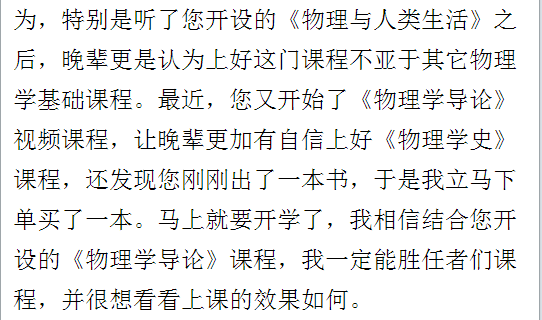 为，特别是听了您开设的《物理与人类生活》之
后，晚辈更是认为上好这门课程不亚于其它物理
学基础课程。最近，您又开始了《物理学导论》
视频课程，让晚辈更加有自信上好《物理学史》
课程，还发现您刚刚出了一本书，于是我立马下
单买了一本。马上就要开学了，我相信结合您开
设的《物理学导论》课程，我一定能胜任者们课
程，并很想看看上课的效果如何。